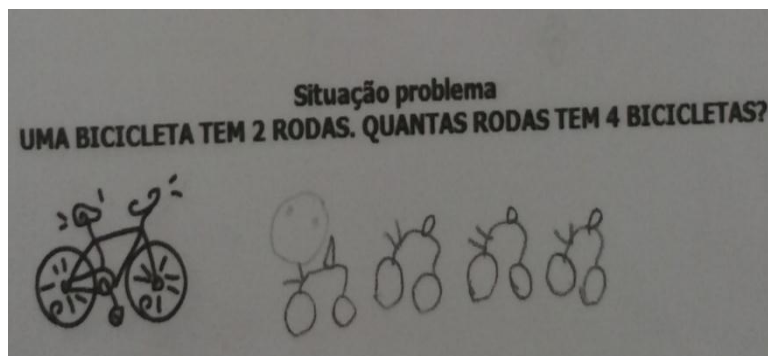 Situação problema
UMA BICICLETA TEM 2 RODAS. QUANTAS RODAS TEM 4 BICICLETAS?